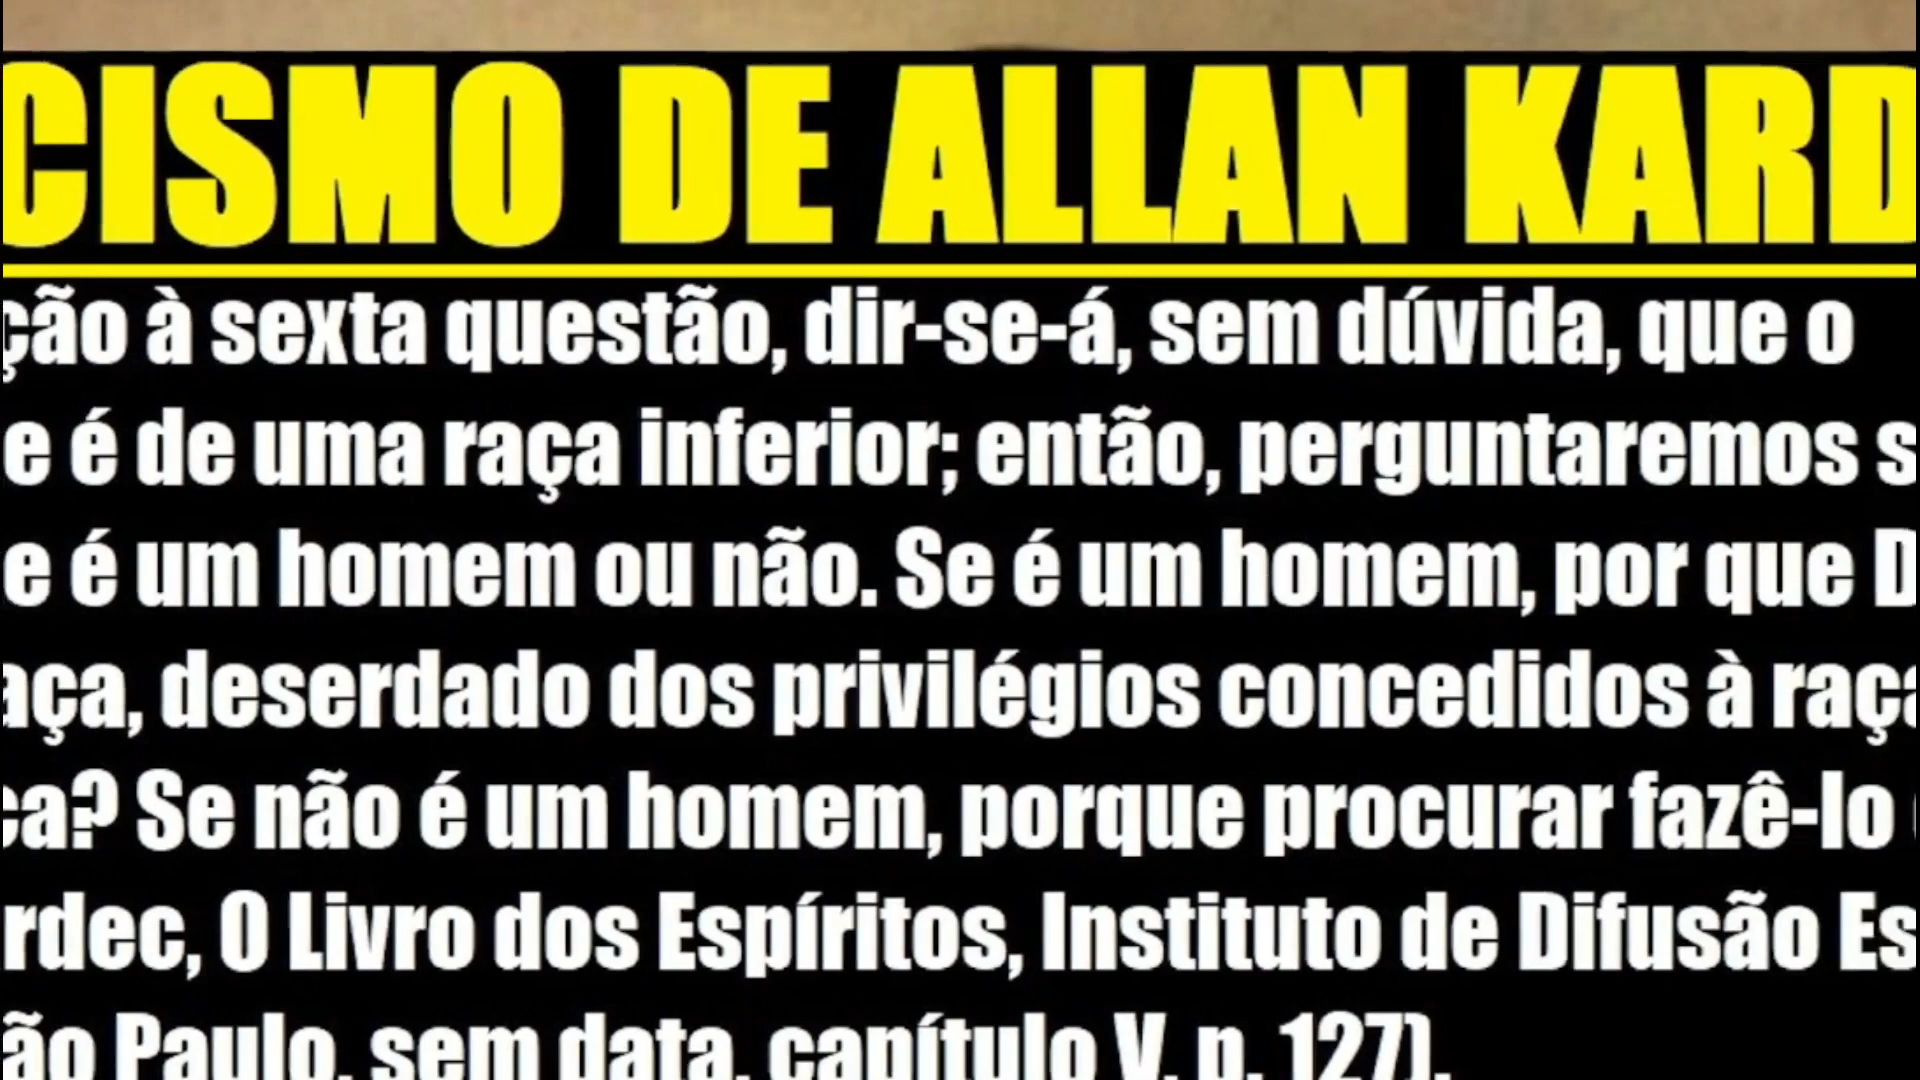 CISMO DE ALLAN KARD
ção à sexta questão, dir-se-á, sem dúvida, que o
e é de uma raça inferior; então, perguntaremos s
e é um homem ou não. Se é um homem, por que D
aça, deserdado dos privilégios concedidos à raç
ca? Se não é um homem, porque procurar fazê-lo
rdec, O Livro dos Espíritos, Instituto de Difusão Es
ão Paulo, sem data, capítulo V, p. 127).